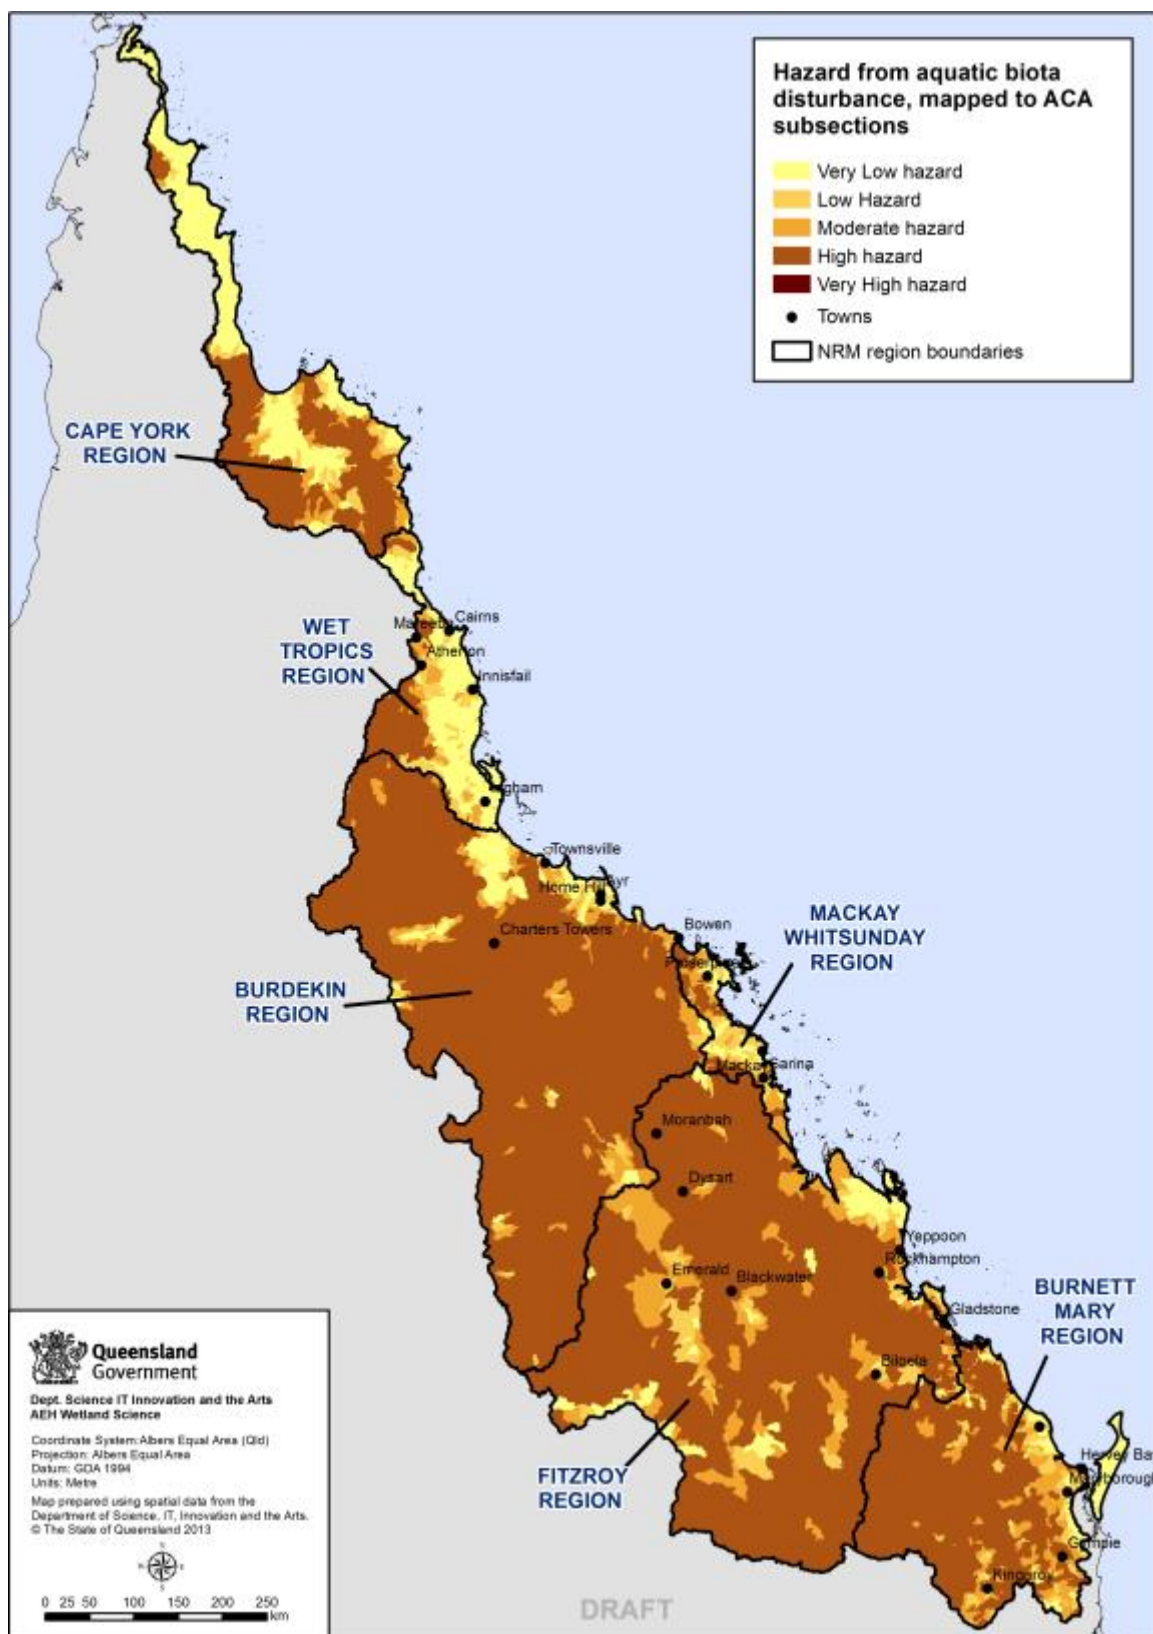 Hazard from aquatic biota
disturbance, mapped to ACA
subsections
Very Low hazard
Low Hazard
Moderate hazard
High hazard
Very High hazard
Towns
NRM region boundaries
CAPE YORK
REGION
Cairns
WET
TROPICS
REGION
Atherton
Innisfail
Townsville
Ayr
Bowen
MACKAY
WHITSUNDAY
REGION
Charters Towers
BURDEKIN
REGION
Sarina
Moranbah
Dysart
Yeppoon
Rockhampton
Emerald
Blackwater
BURNETT
MARY
REGION
Gladstone
Biloela
Hervey Bay
Maryborough
FITZROY
REGION
Gympie
Kingaroy
Queensland
Government
Dept. Science IT Innovation and the Arts
AEH Wetland Science
Coordinate System:Albers Equal Area (Qld)
Projection: Albers Equal Area
Datum: GDA 1994
Units: Metre
Map prepared using spatial data from the
Department of Science, IT, Innovation and the Arts.
© The State of Queensland 2013
0 25 50 100 150 200 250
km
DRAFT